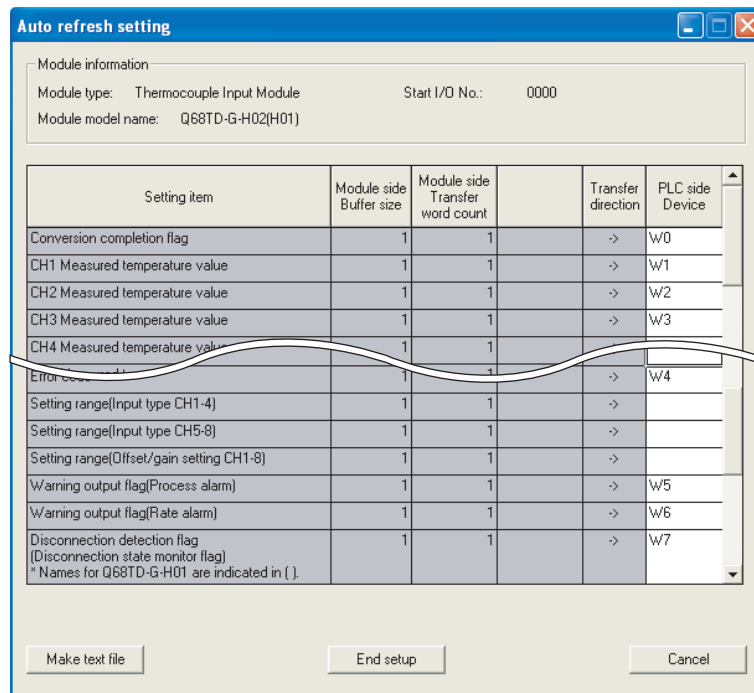 Auto refresh setting
Module information
Module type: Thermocouple Input Module Start I/O No.: 0000
Module model name: Q68TD-G-H02(H01)
Setting item Module side Buffer size Module side Transfer word count Transfer direction PLC side Device
Conversion completion flag 1 1 -> W0
CH1 Measured temperature value 1 1 -> W1
CH2 Measured temperature value 1 1 -> W2
CH3 Measured temperature value 1 1 -> W3
CH4 Measured temperature value 1 1
Error 1 -> W4
Setting range(Input type CH1-4) 1 1 ->
Setting range(Input type CH5-8) 1 1 ->
Setting range(Offset/gain setting CH1-8) 1 1 ->
Warning output flag(Process alarm) 1 1 -> W5
Warning output flag(Rate alarm) 1 1 -> W6
Disconnection detection flag 1 1 -> W7
(Disconnection state monitor flag)
* Names for Q68TD-G-H01 are indicated in ( ).
Make text file End setup Cancel